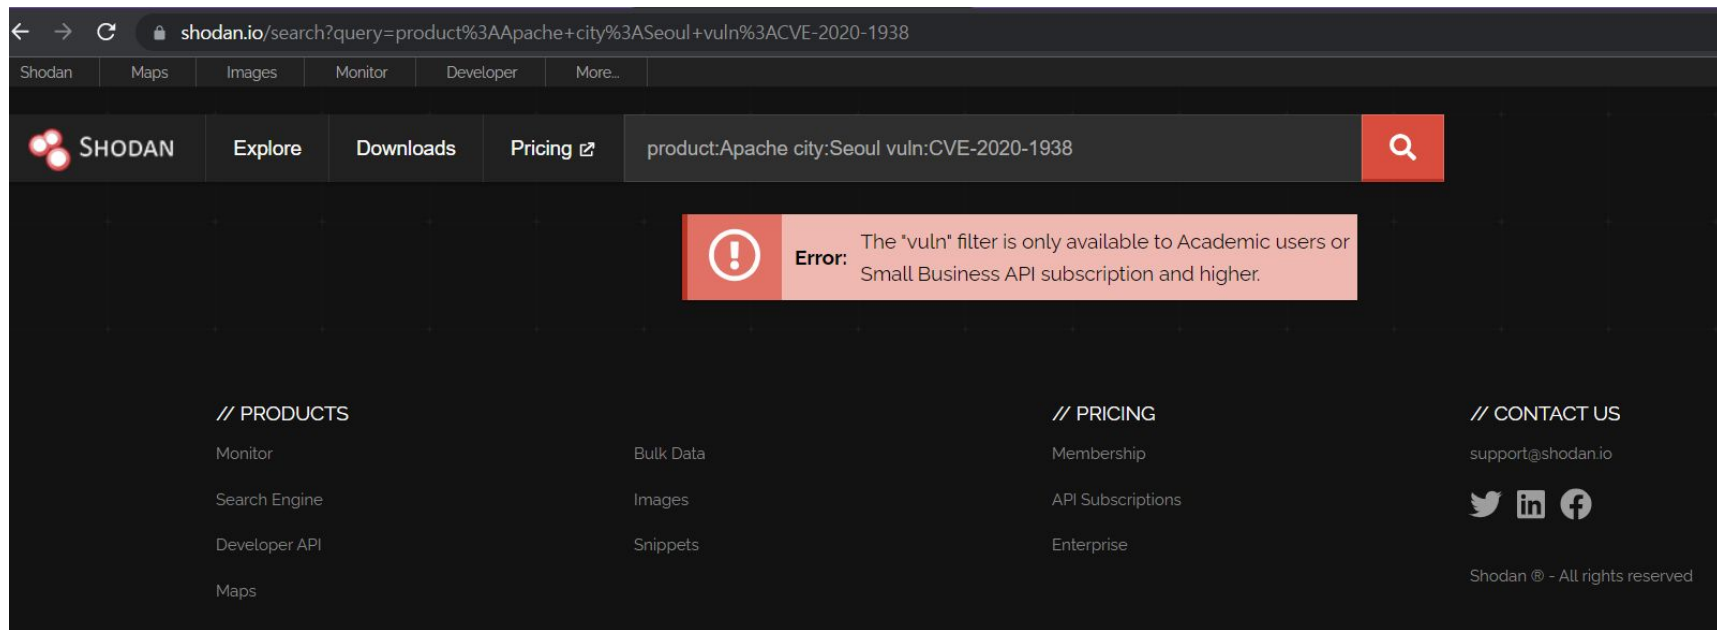 shodan.io/search?query=product%3AApache+city%3ASeoul+vuln%3ACVE-2020-1938
Shodan Maps Images Monitor Developer More...
SHODAN Explore Downloads Pricing product:Apache city:Seoul vuln:CVE-2020-1938
Error: The "vuln" filter is only available to Academic users or
Small Business API subscription and higher.
// PRODUCTS
Monitor
Search Engine
Developer API
Maps
Bulk Data
Images
Snippets
// PRICING
Membership
API Subscriptions
Enterprise
// CONTACT US
support@shodan.io
Shodan ® - All rights reserved